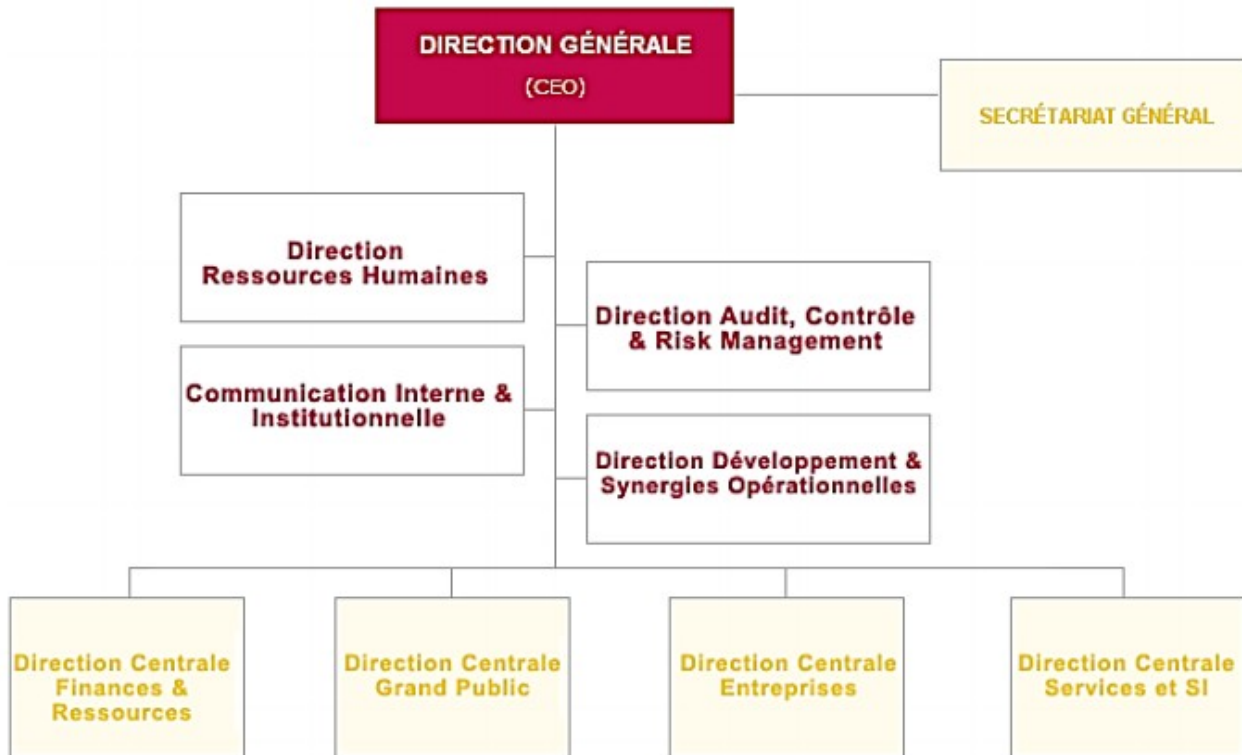 DIRECTION GÉNÉRALE
(CEO)
SECRÉTARIAT GÉNÉRAL
Direction
Ressources Humaines
Direction Audit, Contrôle
& Risk Management
Communication Interne &
Institutionnelle
Direction Développement &
Synergies Opérationnelles
Direction Centrale
Finances &
Ressources
Direction Centrale
Grand Public
Direction Centrale
Entreprises
Direction Centrale
Services et SI